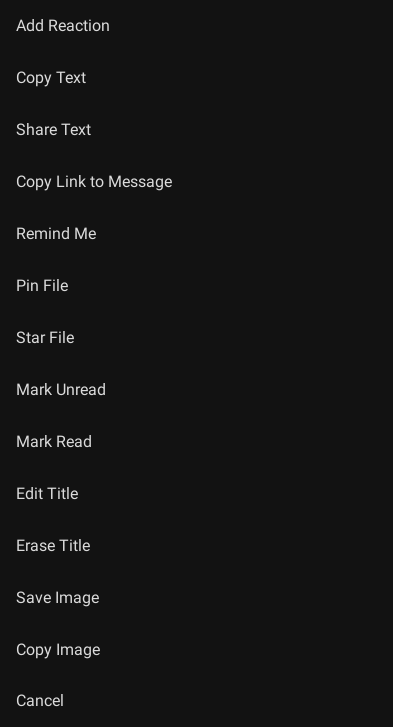 Add Reaction
Copy Text
Share Text
Copy Link to Message
Remind Me
Pin File
Star File
Mark Unread
Mark Read
Edit Title
Erase Title
Save Image
Copy Image
Cancel